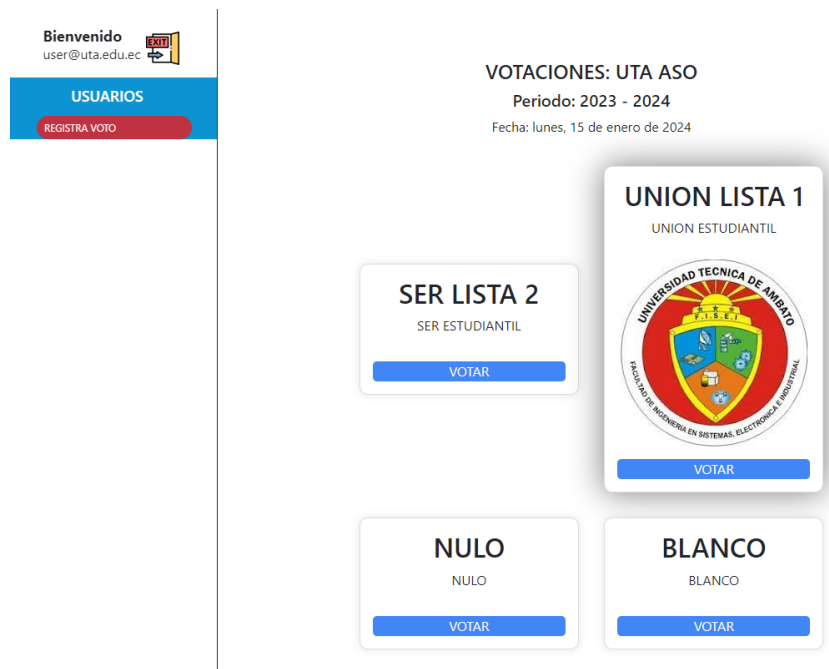 Bienvenido
user@uta.edu.ec
EXIT
USUARIOS
REGISTRA VOTO
VOTACIONES: UTA ASO
Periodo: 2023 - 2024
Fecha: lunes, 15 de enero de 2024
UNION LISTA 1
UNION ESTUDIANTIL
UNIVERSIDAD TECNICA DE AMBATO
F.I.S.E.I
FACULTAD DE INGENIERIA EN SISTEMAS, ELECTRONICA E INDUSTRIAL
VOTAR
SER LISTA 2
SER ESTUDIANTIL
VOTAR
NULO
NULO
VOTAR
BLANCO
BLANCO
VOTAR